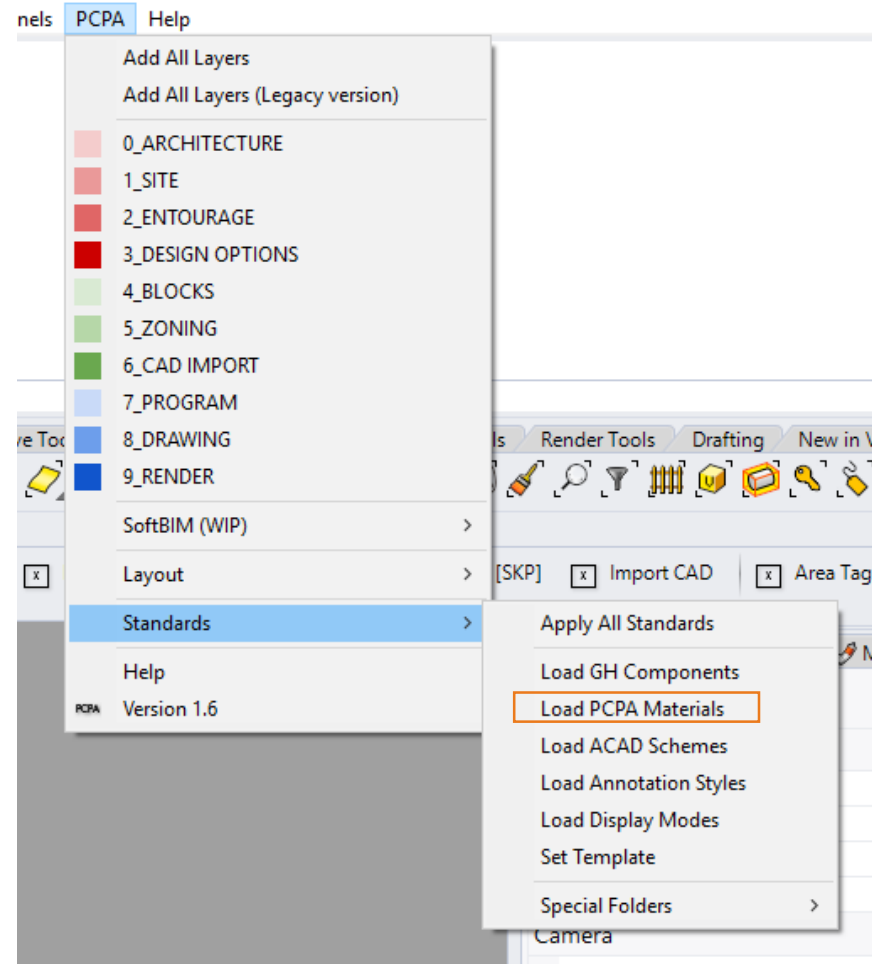 nels PCPA Help
Add All Layers
Add All Layers (Legacy version)
0_ARCHITECTURE
1_SITE
2_ENTOURAGE
3_DESIGN OPTIONS
4_BLOCKS
5_ZONING
6_CAD IMPORT
7_PROGRAM
ve Too 8_DRAWING ls Render Tools Drafting New in V
9_RENDER
SoftBIM (WIP) >
x Layout > [SKP] x Import CAD x Area Tag
Standards > Apply All Standards
Help Load GH Components
PCPA Version 1.6 Load PCPA Materials
Load ACAD Schemes
Load Annotation Styles
Load Display Modes
Set Template
Special Folders >
Camera